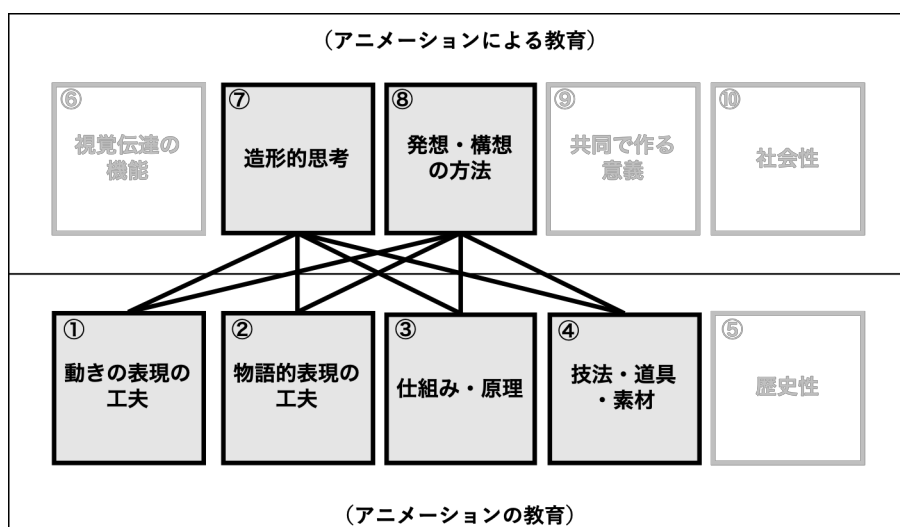 （アニメーションによる教育）
⑥
視覚伝達の
機能
⑦
造形的思考
⑧
発想・構想
の方法
⑨
共同で作る
意義
⑩
社会性
①
動きの表現の
工夫
②
物語的表現の
工夫
③
仕組み・原理
④
技法・道具
・素材
⑤
歴史性
（アニメーションの教育）